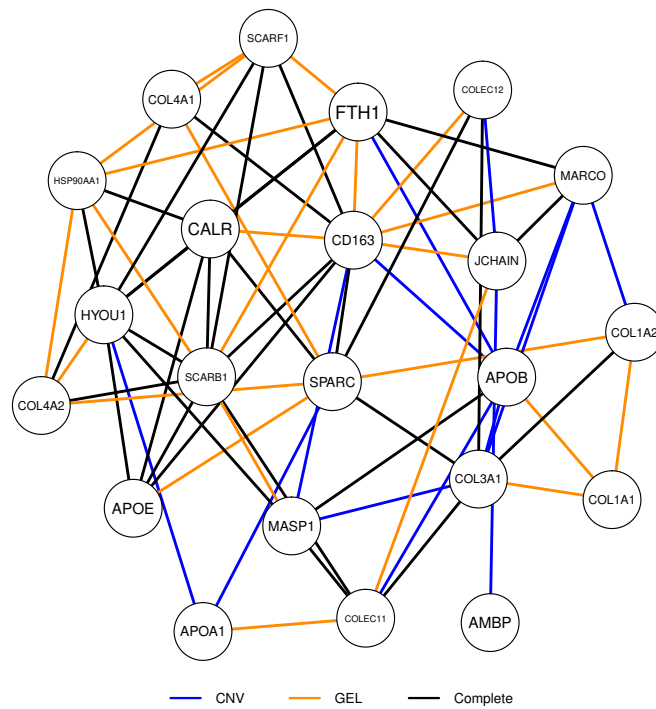 SCARF1
COLEC12
COL4A1
FTH1
HSP90AA1
MARCO
CALR
CD163
JCHAIN
HYOU1
COL1A2
SCARB1
SPARC
APOB
COL4A2
COL3A1
COL1A1
APOE
MASP1
COLEC11
AMBP
APOA1
CNV GEL Complete